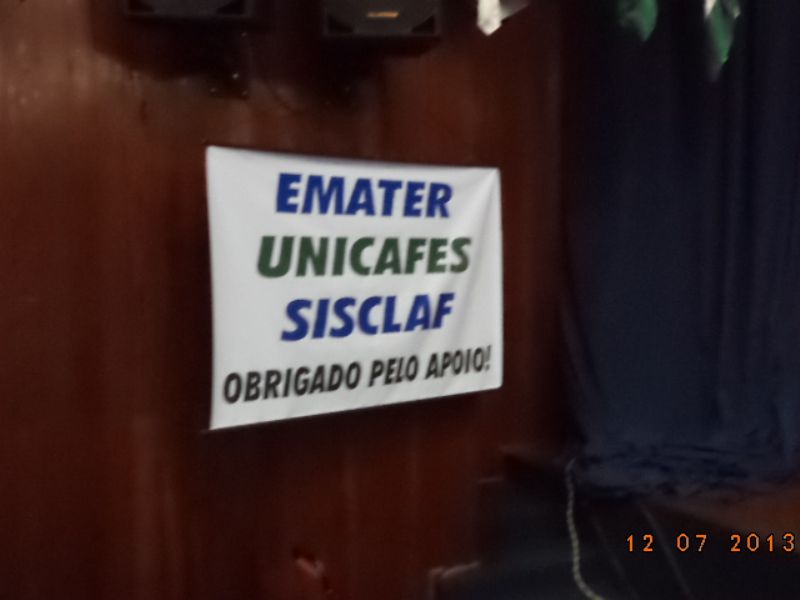 EMATER
UNICAFES
SISCLAF
OBRIGADO PELO APOIO!
12 07 2013